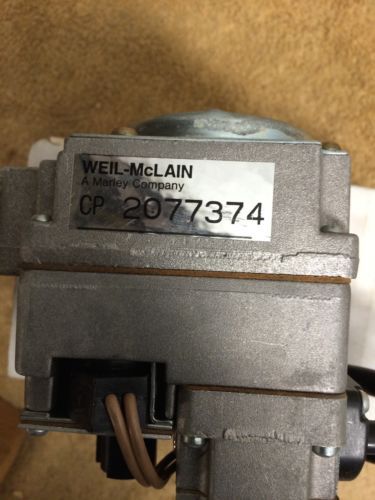 WEIL-McLAIN
A Marley Company
CP 2077374